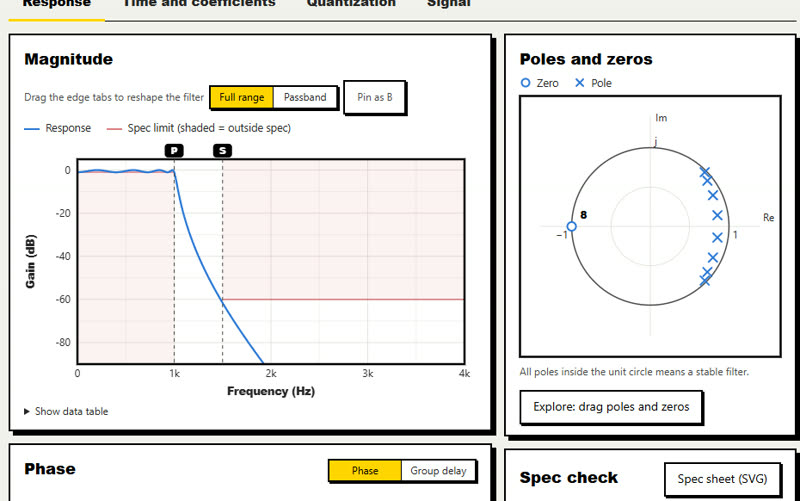 Response Time and coefficients Quantization Signal
Magnitude
Drag the edge tabs to reshape the filter Full range Passband Pin as B
Response Spec limit (shaded = outside spec)
P S
0
-20
-40
-60
-80
Gain (dB)
0 1k 2k 3k 4k
Frequency (Hz)
Show data table
Poles and zeros
Zero Pole
Im
j
8
Re
−1 1
All poles inside the unit circle means a stable filter.
Explore: drag poles and zeros
Phase
Phase Group delay
Spec check
Spec sheet (SVG)